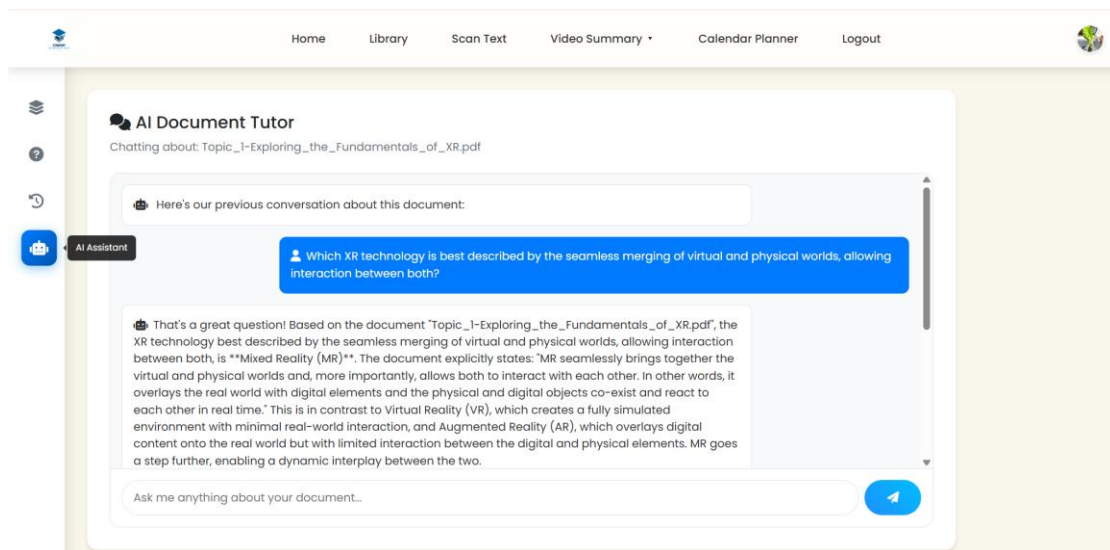 Home Library Scan Text Video Summary Calendar Planner Logout
AI Document Tutor
Chatting about: Topic_1-Exploring_the_Fundamentals_of_XR.pdf
Here's our previous conversation about this document:
AI Assistant
Which XR technology is best described by the seamless merging of virtual and physical worlds, allowing
interaction between both?
That's a great question! Based on the document "Topic_1-Exploring_the_Fundamentals_of_XR.pdf", the
XR technology best described by the seamless merging of virtual and physical worlds, allowing interaction
between both, is **Mixed Reality (MR)**. The document explicitly states: "MR seamlessly brings together the
virtual and physical worlds and, more importantly, allows both to interact with each other. In other words, it
overlays the real world with digital elements and the physical and digital objects co-exist and react to
each other in real time." This is in contrast to Virtual Reality (VR), which creates a fully simulated
environment with minimal real-world interaction, and Augmented Reality (AR), which overlays digital
content onto the real world but with limited interaction between the digital and physical elements. MR goes
a step further, enabling a dynamic interplay between the two.
Ask me anything about your document...